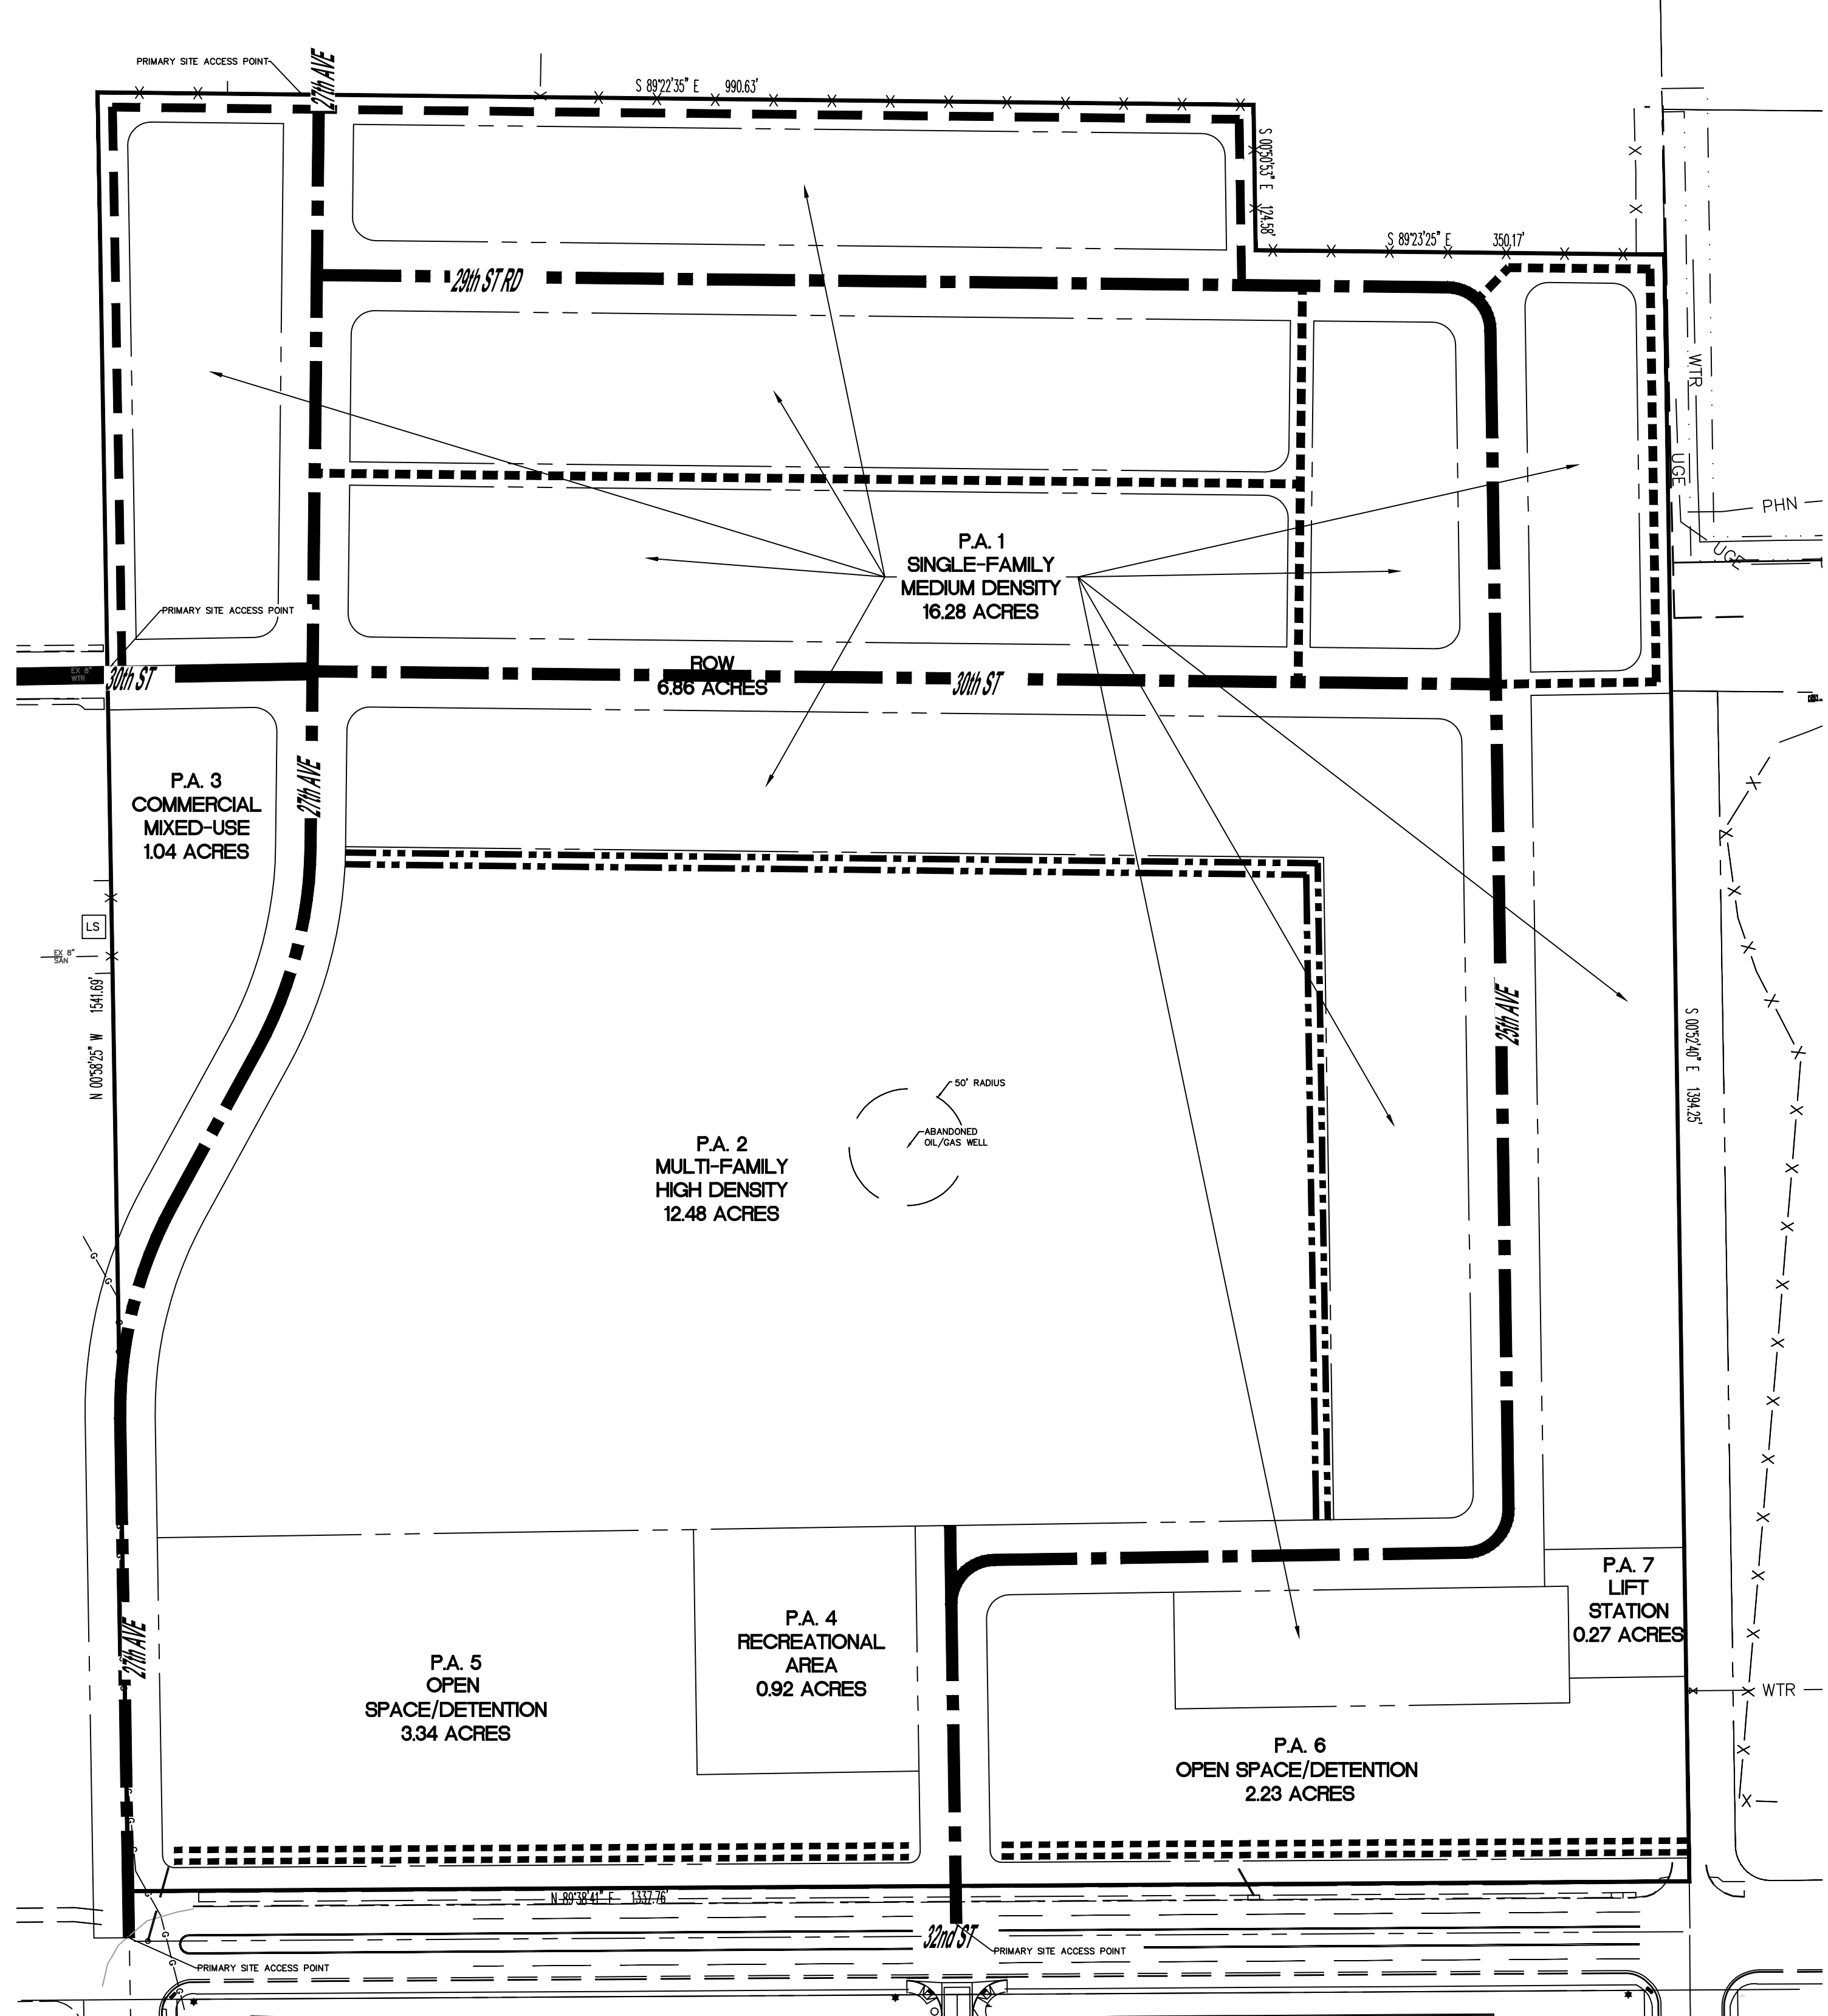 PRIMARY SITE ACCESS POINT
27th AVE
S 89°22'35" E 990.63'
S 00°50'53" E 124.58'
S 89°23'25" E 350.17'
29th ST RD
WTR
UGE
PHN
UGE
P.A. 1
SINGLE-FAMILY
MEDIUM DENSITY
16.28 ACRES
PRIMARY SITE ACCESS POINT
EX 8"
WTR
30th ST
ROW
6.86 ACRES
30th ST
27th AVE
P.A. 3
COMMERCIAL
MIXED-USE
1.04 ACRES
LS
EX 8"
SAN
N 00°58'25" W 1541.69'
25th AVE
S 00°52'40" E 1394.25'
50' RADIUS
ABANDONED
OIL/GAS WELL
P.A. 2
MULTI-FAMILY
HIGH DENSITY
12.48 ACRES
G
G
P.A. 7
LIFT
STATION
0.27 ACRES
P.A. 4
RECREATIONAL
AREA
0.92 ACRES
27th AVE
P.A. 5
OPEN
SPACE/DETENTION
3.34 ACRES
WTR
P.A. 6
OPEN SPACE/DETENTION
2.23 ACRES
N 89°38'41" E 1337.76'
32nd ST
PRIMARY SITE ACCESS POINT
PRIMARY SITE ACCESS POINT
G
G
G